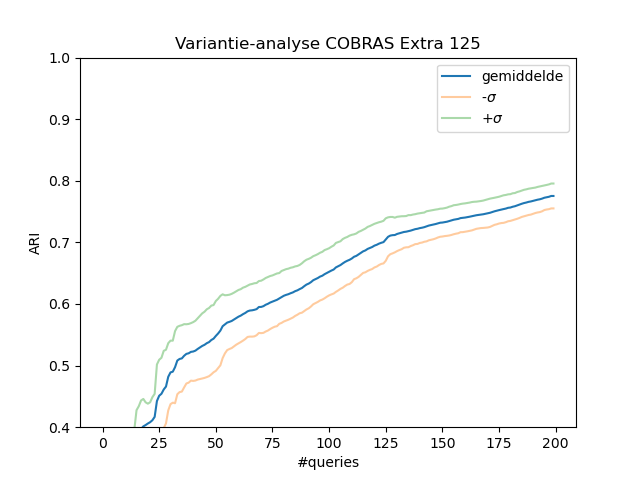 Variantie-analyse COBRAS Extra 125
gemiddelde
-σ
+σ
ARI
1.0
0.9
0.8
0.7
0.6
0.5
0.4
0 25 50 75 100 125 150 175 200
#queries